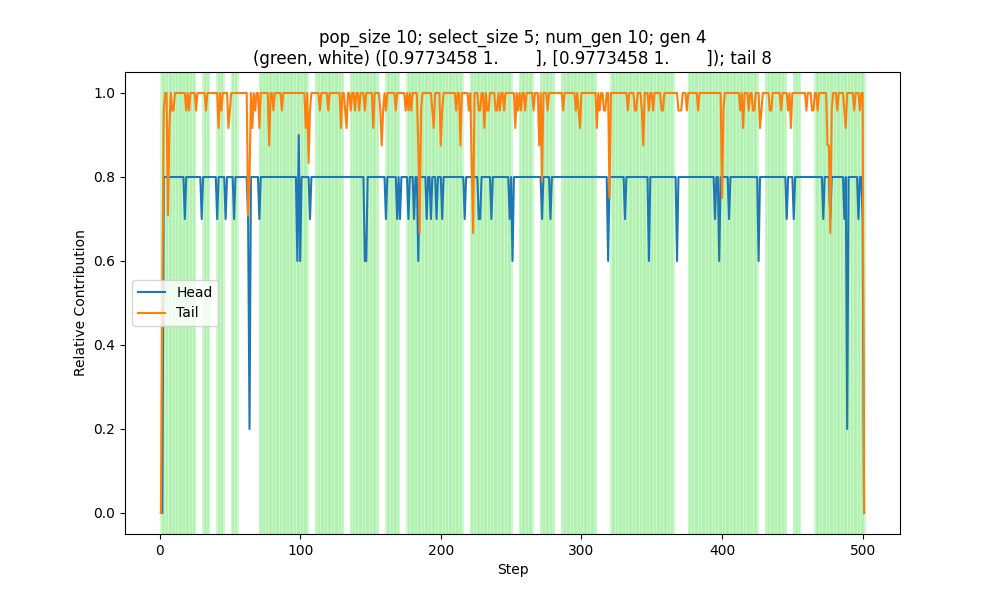 pop_size 10; select_size 5; num_gen 10; gen 4
(green, white) ([0.9773458 1.        ], [0.9773458 1.        ]); tail 8
1.0
0.8
0.6
0.4
0.2
0.0
Relative Contribution
Head
Tail
0 100 200 300 400 500
Step